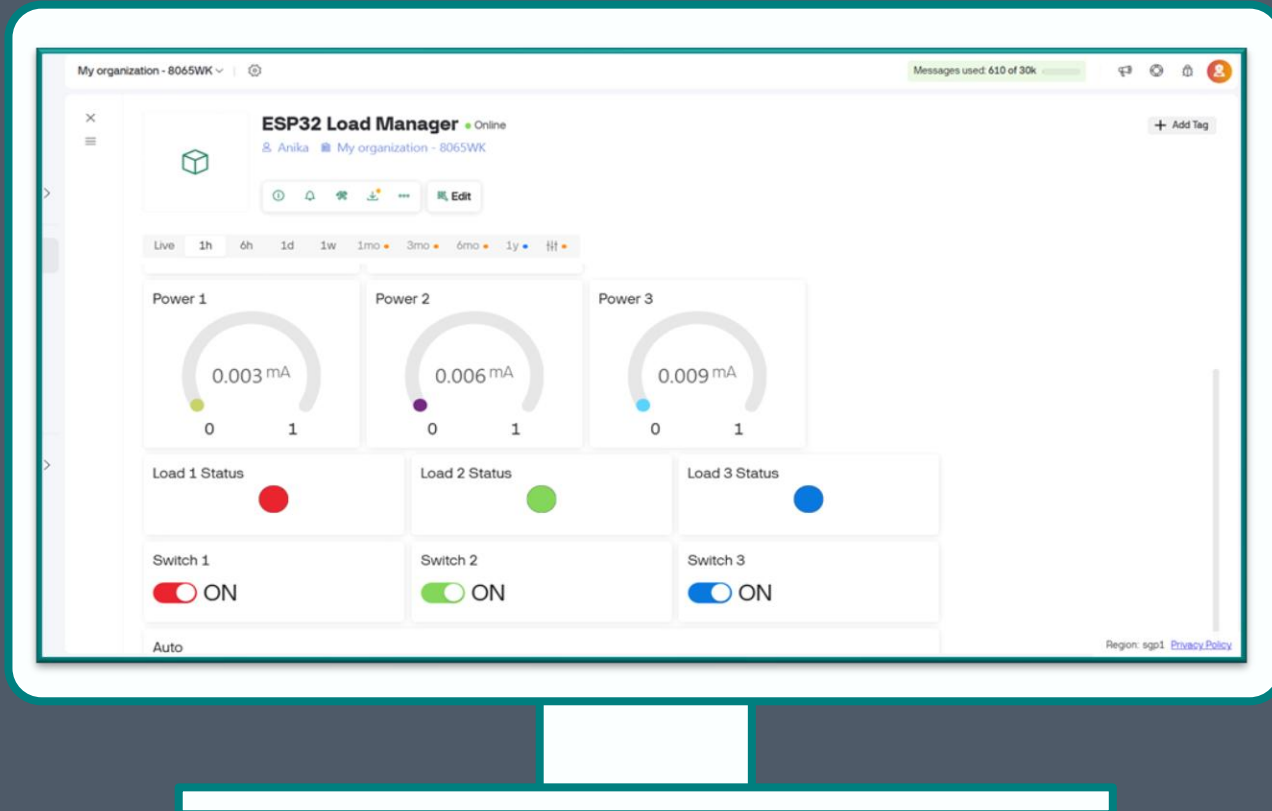 My organization - 8065WK
Messages used: 610 of 30k
ESP32 Load Manager Online
Anika My organization - 8065WK
+ Add Tag
Edit
Live 1h 6h 1d 1w 1mo 3mo 6mo 1y
Power 1 Power 2 Power 3
0.003 mA 0.006 mA 0.009 mA
0 1 0 1 0 1
Load 1 Status Load 2 Status Load 3 Status
Switch 1 Switch 2 Switch 3
ON ON ON
Auto
Region: sgp1 Privacy Policy